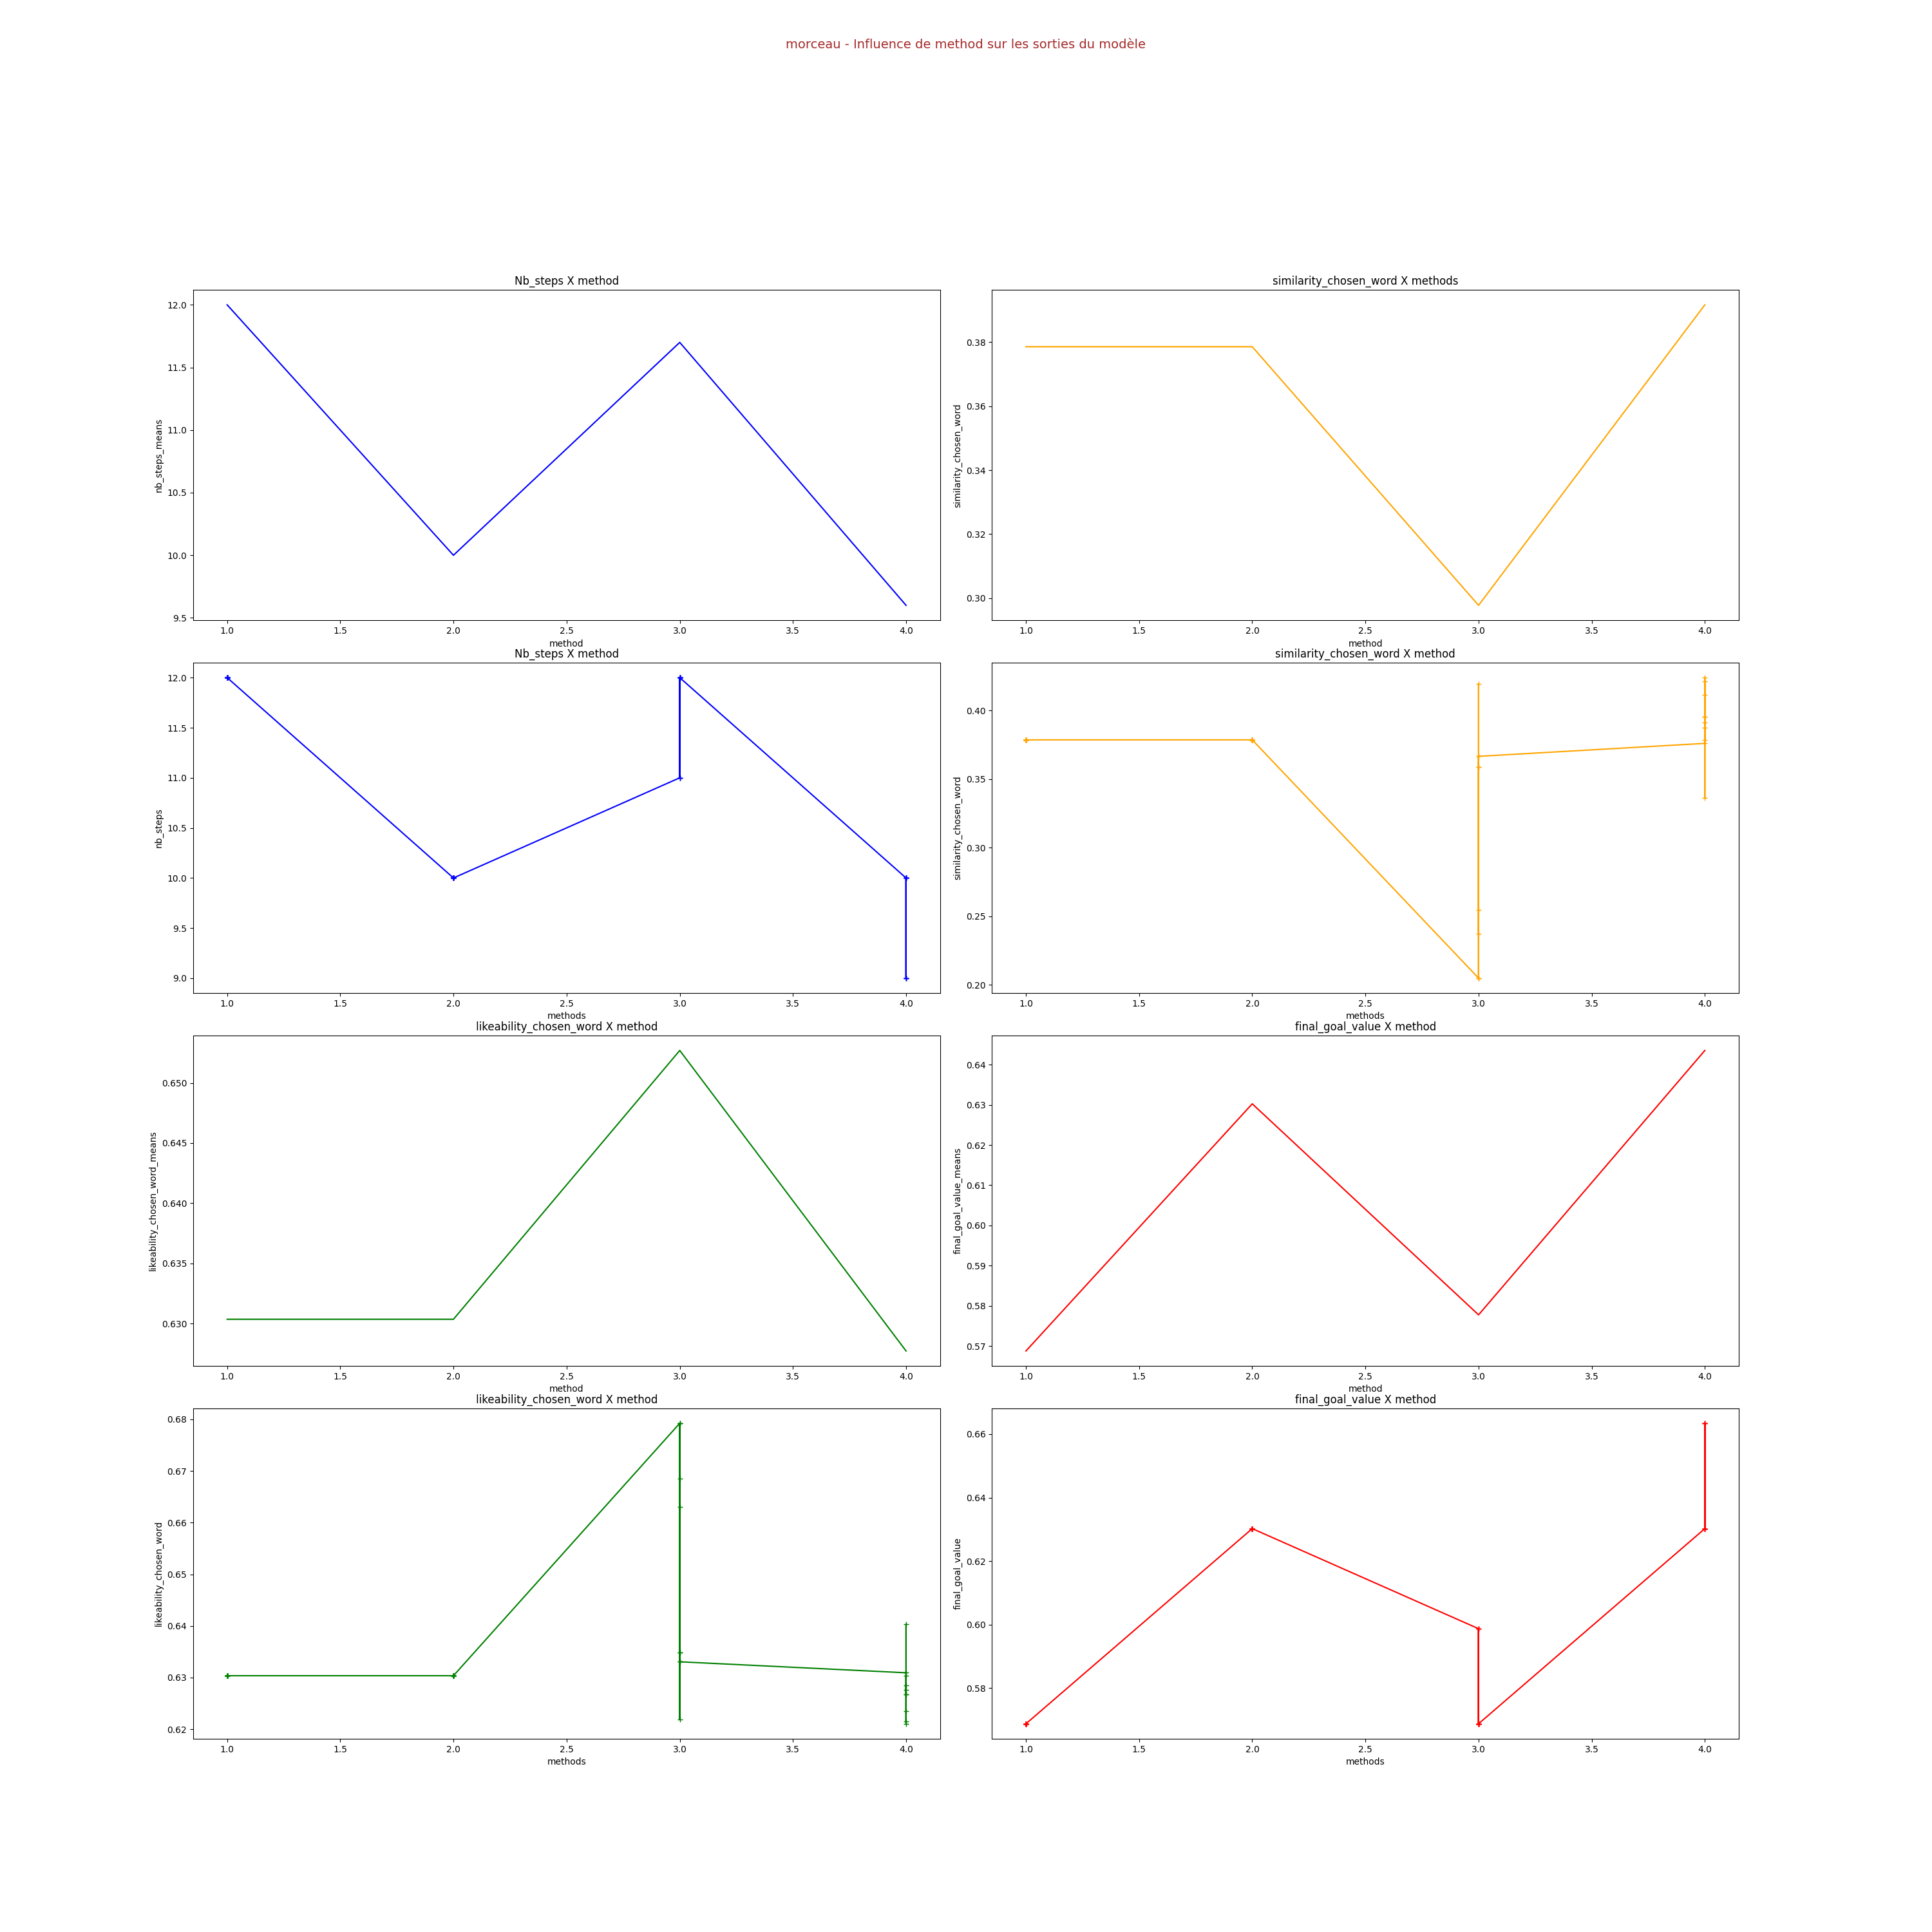 morceau - Influence de method sur les sorties du modèle
Nb_steps X method
nb_steps_means
12.0
11.5
11.0
10.5
10.0
9.5
1.0 1.5 2.0 2.5 3.0 3.5 4.0
method
similarity_chosen_word X methods
similarity_chosen_word
0.38
0.36
0.34
0.32
0.30
1.0 1.5 2.0 2.5 3.0 3.5 4.0
method
Nb_steps X method
nb_steps
12.0
11.5
11.0
10.5
10.0
9.5
9.0
1.0 1.5 2.0 2.5 3.0 3.5 4.0
methods
similarity_chosen_word X method
similarity_chosen_word
0.40
0.35
0.30
0.25
0.20
1.0 1.5 2.0 2.5 3.0 3.5 4.0
methods
likeability_chosen_word X method
likeability_chosen_word_means
0.650
0.645
0.640
0.635
0.630
1.0 1.5 2.0 2.5 3.0 3.5 4.0
method
final_goal_value X method
final_goal_value_means
0.64
0.63
0.62
0.61
0.60
0.59
0.58
0.57
1.0 1.5 2.0 2.5 3.0 3.5 4.0
method
likeability_chosen_word X method
likeability_chosen_word
0.68
0.67
0.66
0.65
0.64
0.63
0.62
1.0 1.5 2.0 2.5 3.0 3.5 4.0
methods
final_goal_value X method
final_goal_value
0.66
0.64
0.62
0.60
0.58
1.0 1.5 2.0 2.5 3.0 3.5 4.0
methods